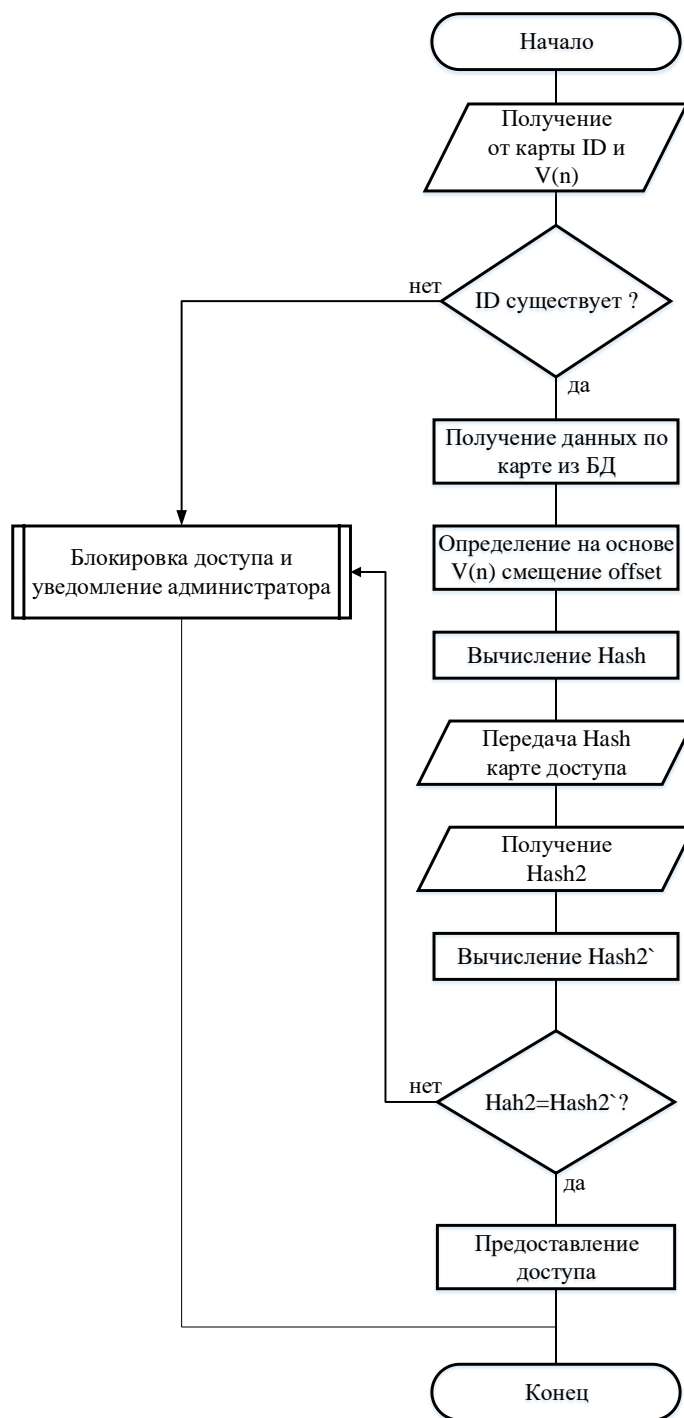 Начало
Получение
от карты ID и
V(n)
нет
ID существует ?
да
Получение данных по
карте из БД
Блокировка доступа и
уведомление администратора
Определение на основе
V(n) смещение offset
Вычисление Hash
Передача Hash
карте доступа
Получение
Hash2
Вычисление Hash2`
нет
Hah2=Hash2`?
да
Предоставление
доступа
Конец